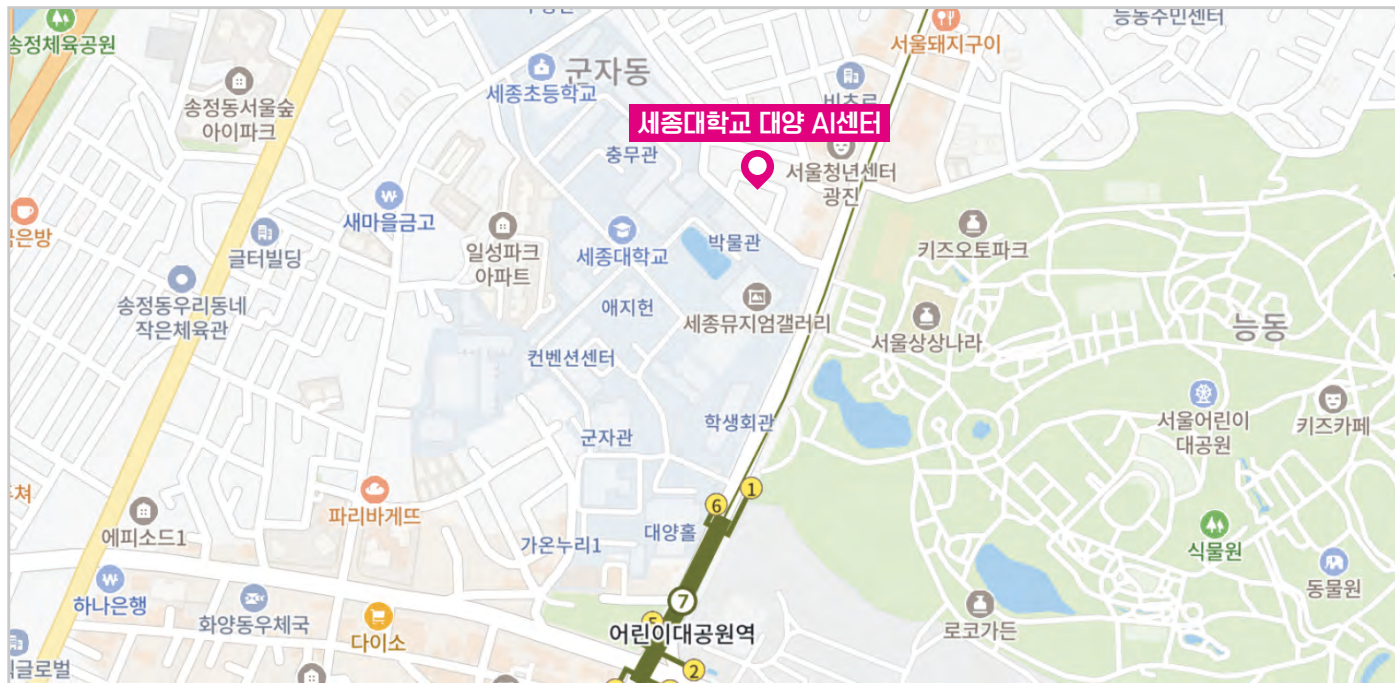 능동주민센터
송정체육공원
서울돼지구이
군자동
세종초등학교
송정동서울숲
아이파크
세종대학교 대양 AI센터
충무관
서울청년센터
광진
새마을금고
글터빌딩
일성파크
아파트
세종대학교
박물관
키즈오토파크
송정동우리동네
작은체육관
애지헌
세종뮤지엄갤러리
서울상상나라
능동
컨벤션센터
학생회관
군자관
서울어린이
대공원
키즈카페
파리바게뜨
6
1
에피소드1
가온누리1
대양홀
식물원
하나은행
화양동우체국
다이소
7
5
어린이대공원역
로코가든
동물원
2
글로벌